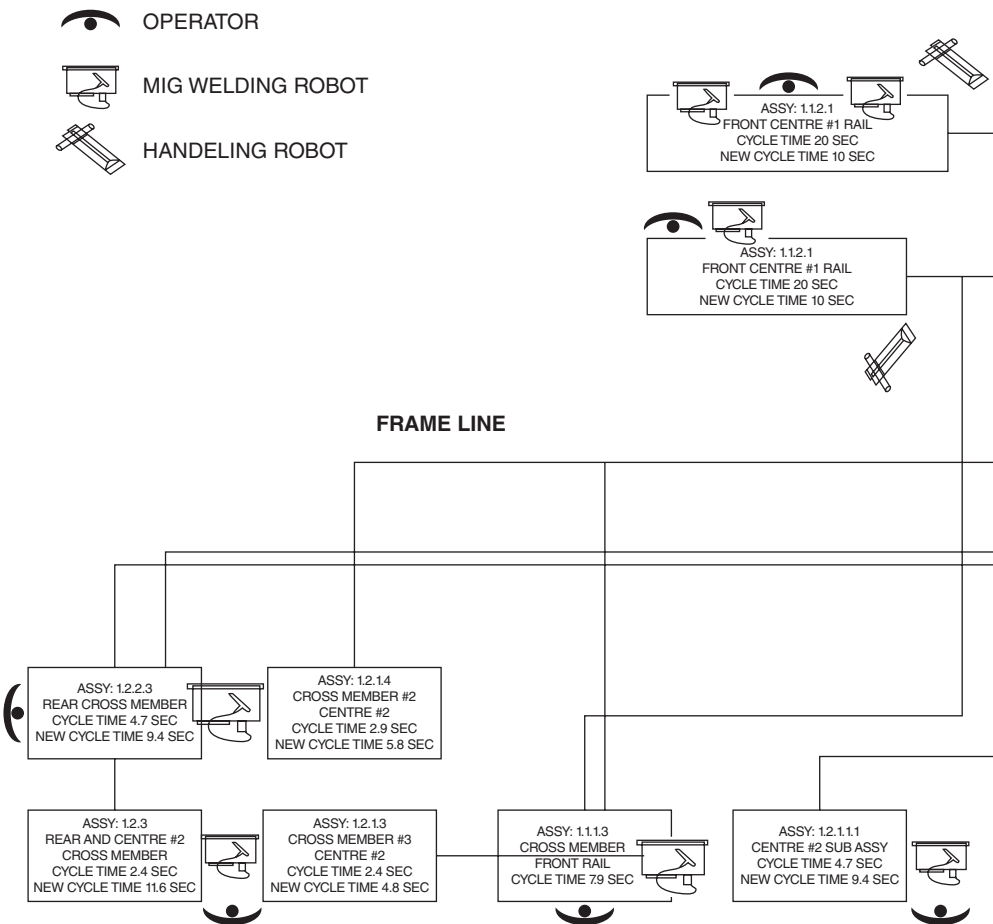 OPERATOR
MIG WELDING ROBOT
HANDELING ROBOT
ASSY: 1.1.2.1
FRONT CENTRE #1 RAIL
CYCLE TIME 20 SEC
NEW CYCLE TIME 10 SEC
ASSY: 1.1.2.1
FRONT CENTRE #1 RAIL
CYCLE TIME 20 SEC
NEW CYCLE TIME 10 SEC
FRAME LINE
ASSY: 1.2.2.3
REAR CROSS MEMBER
CYCLE TIME 4.7 SEC
NEW CYCLE TIME 9.4 SEC
ASSY: 1.2.1.4
CROSS MEMBER #2
CENTRE #2
CYCLE TIME 2.9 SEC
NEW CYCLE TIME 5.8 SEC
ASSY: 1.2.3
REAR AND CENTRE #2
CROSS MEMBER
CYCLE TIME 2.4 SEC
NEW CYCLE TIME 11.6 SEC
ASSY: 1.2.1.3
CROSS MEMBER #3
CENTRE #2
CYCLE TIME 2.4 SEC
NEW CYCLE TIME 4.8 SEC
ASSY: 1.1.1.3
CROSS MEMBER
FRONT RAIL
CYCLE TIME 7.9 SEC
ASSY: 1.2.1.1.1
CENTRE #2 SUB ASSY
CYCLE TIME 4.7 SEC
NEW CYCLE TIME 9.4 SEC